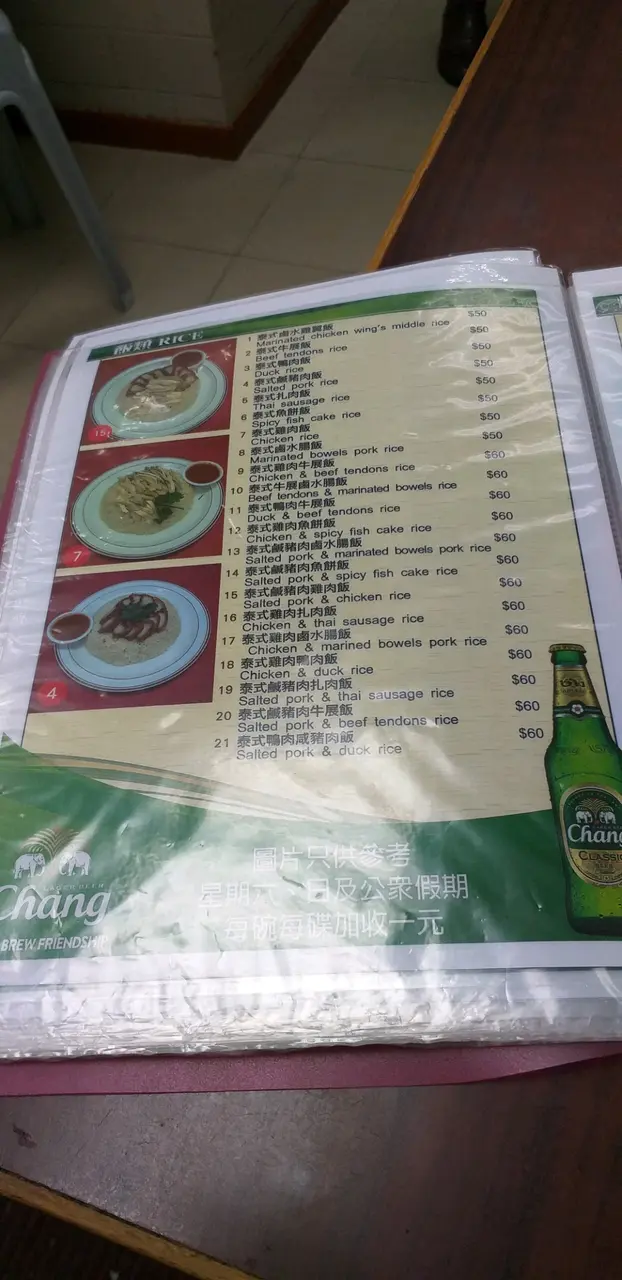 飯類 RICE
1 泰式鹵水雞翼飯 $50
Marinated chicken wing's middle rice
2 泰式牛展飯 $50
Beef tendons rice
3 泰式鴨肉飯 $50
Duck rice
4 泰式鹹豬肉飯 $50
Salted pork rice
5 泰式扎肉飯 $50
Thai sausage rice
6 泰式魚餅飯 $50
Spicy fish cake rice
7 泰式雞肉飯 $50
Chicken rice
8 泰式鹵水腸飯 $50
Marinated bowels pork rice
9 泰式雞肉牛展飯 $60
Chicken & beef tendons rice
10 泰式牛展鹵水腸飯 $60
Beef tendons & marinated bowels rice
11 泰式鴨肉牛展飯 $60
Duck & beef tendons rice
12 泰式雞肉魚餅飯 $60
Chicken & spicy fish cake rice
13 泰式鹹豬肉鹵水腸飯 $60
Salted pork & marinated bowels pork rice
14 泰式鹹豬肉魚餅飯 $60
Salted pork & spicy fish cake rice
15 泰式鹹豬肉雞肉飯 $60
Salted pork & chicken rice
16 泰式雞肉扎肉飯 $60
Chicken & thai sausage rice
17 泰式雞肉鹵水腸飯 $60
Chicken & marined bowels pork rice
18 泰式雞肉鴨肉飯 $60
Chicken & duck rice
19 泰式鹹豬肉扎肉飯 $60
Salted pork & thai sausage rice
20 泰式鹹豬肉牛展飯 $60
Salted pork & beef tendons rice
21 泰式鴨肉咸豬肉飯 $60
Salted pork & duck rice
15
7
4
圖片只供參考
星期六、日及公眾假期
每碗每碟加收一元
Chang
BREW FRIENDSHIP
Chang
CLASSIC